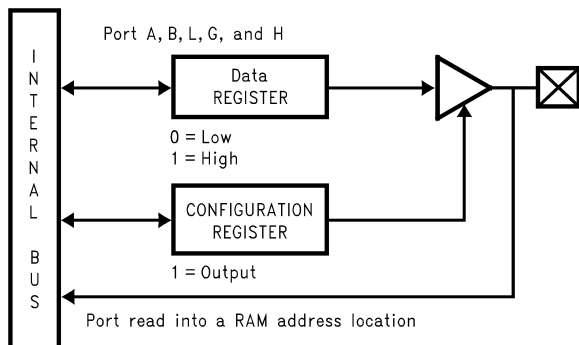 INTERNAL BUS
Port A, B, L, G, and H
Data
REGISTER
0 = Low
1 = High
CONFIGURATION
REGISTER
1 = Output
Port read into a RAM address location